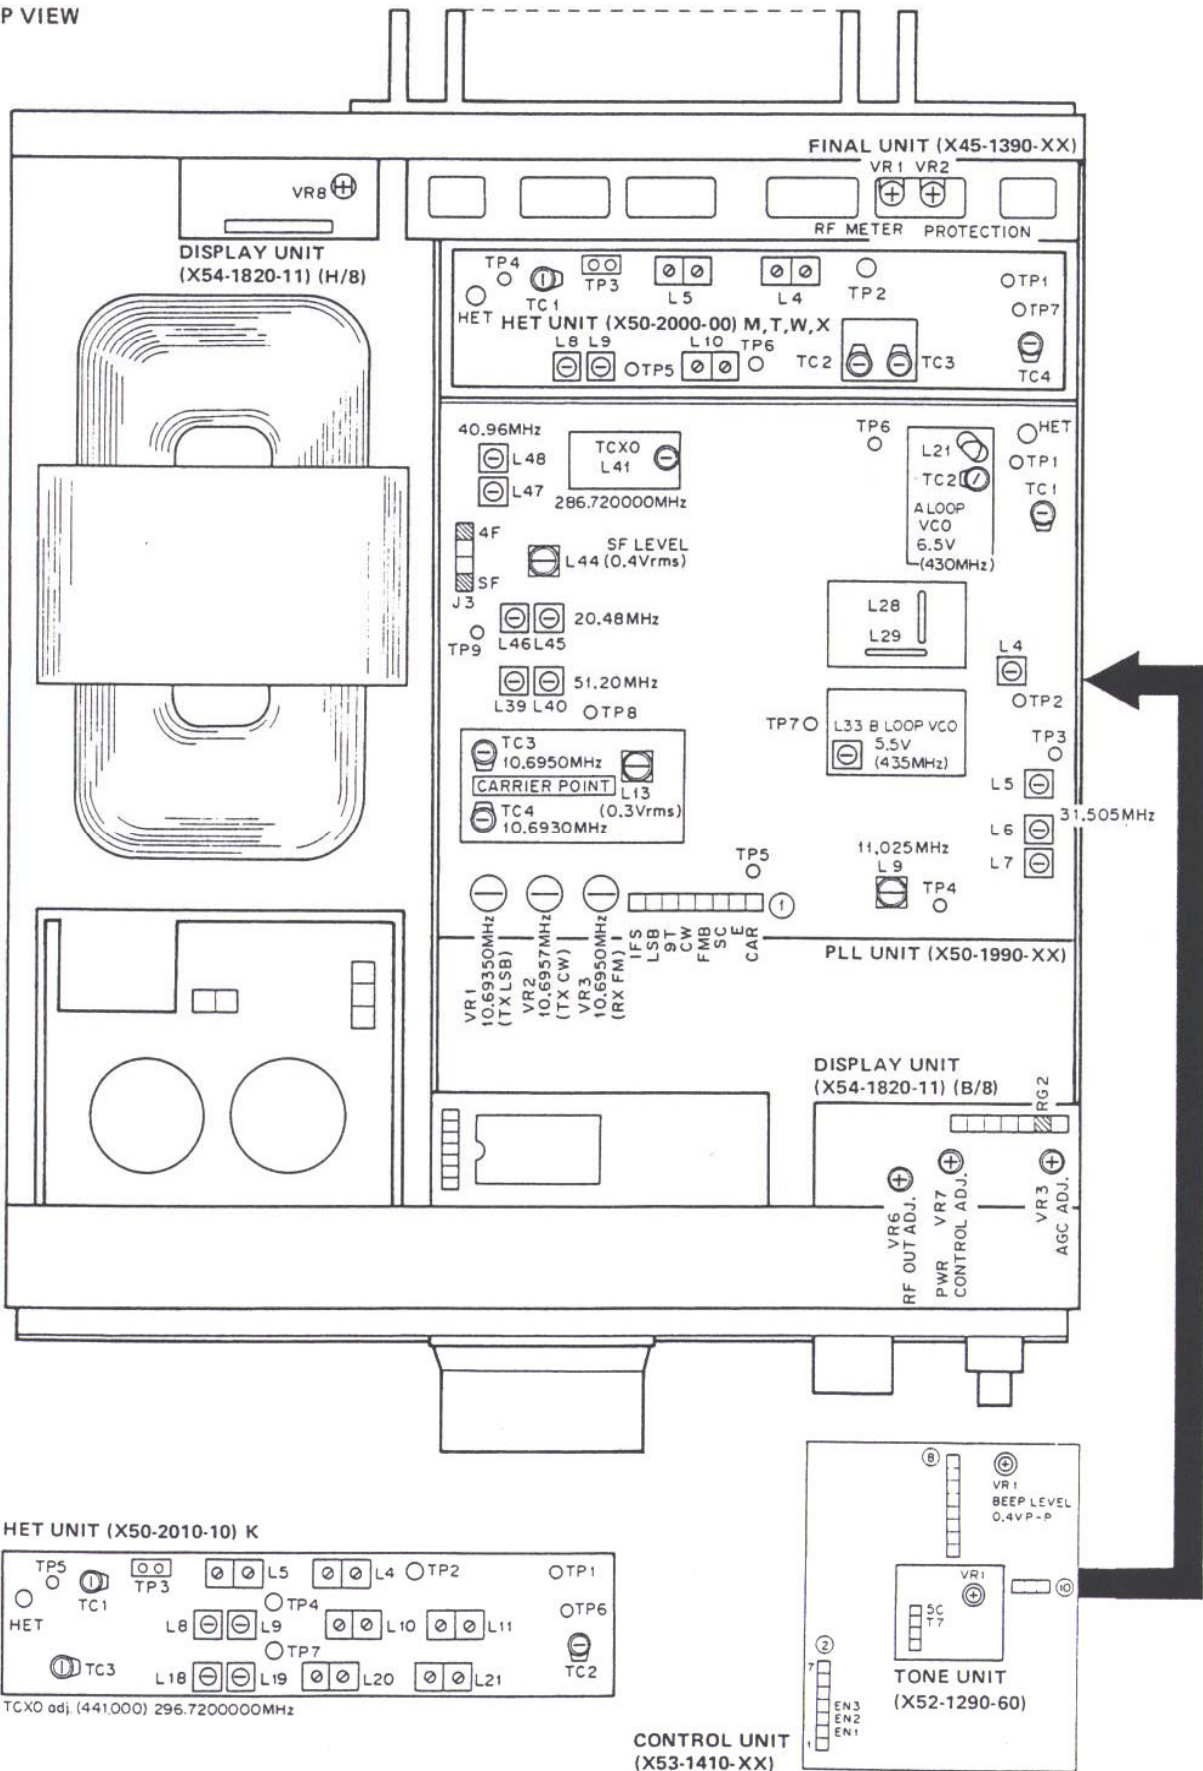 P VIEW
FINAL UNIT (X45-1390-XX)
VR1 VR2
VR8
RF METER PROTECTION
DISPLAY UNIT
(X54-1820-11) (H/8)
TP4
TC1
TP3
L5
L4
TP2
TP1
TP7
HET
HET UNIT (X50-2000-00) M,T,W,X
L8 L9
TP5
L10
TP6
TC2
TC3
TC4
40.96MHz
L48
L47
TCXO
L41
286.720000MHz
TP6
L21
TC2
A LOOP
VCO
6.5V
(430MHz)
HET
TP1
TC1
4F
SF
J3
SF LEVEL
L44 (0.4Vrms)
TP9
20.48MHz
L46 L45
51.20MHz
L39 L40
TP8
L28
L29
L4
TP2
TP7
L33 B LOOP VCO
5.5V
(435MHz)
TP3
L5
31.505MHz
L6
L7
TC3
10.6950MHz
CARRIER POINT
TC4
10.6930MHz
L13
(0.3Vrms)
TP5
11.025MHz
L9
TP4
1
VR1
10.69350MHz
(TX LSB)
VR2
10.6957MHz
(TX CW)
VR3
10.6950MHz
(RX FM)
IFS
LSB
9T
CW
FMB
SC
E
CAR
PLL UNIT (X50-1990-XX)
DISPLAY UNIT
(X54-1820-11) (B/8)
RG2
VR6
RF OUT ADJ.
VR7
PWR
CONTROL ADJ.
VR3
AGC ADJ.
HET UNIT (X50-2010-10) K
TP5
TC1
TP3
L5
L4
TP2
TP1
HET
TP4
TP6
L8
L9
L10
L11
TP7
TC3
L18
L19
L20
L21
TC2
TCXO adj. (441.000) 296.7200000MHz
8
VR1
BEEP LEVEL
0.4V P-P
VR1
10
5C
T7
2
7
EN3
EN2
EN1
1
TONE UNIT
(X52-1290-60)
CONTROL UNIT
(X53-1410-XX)